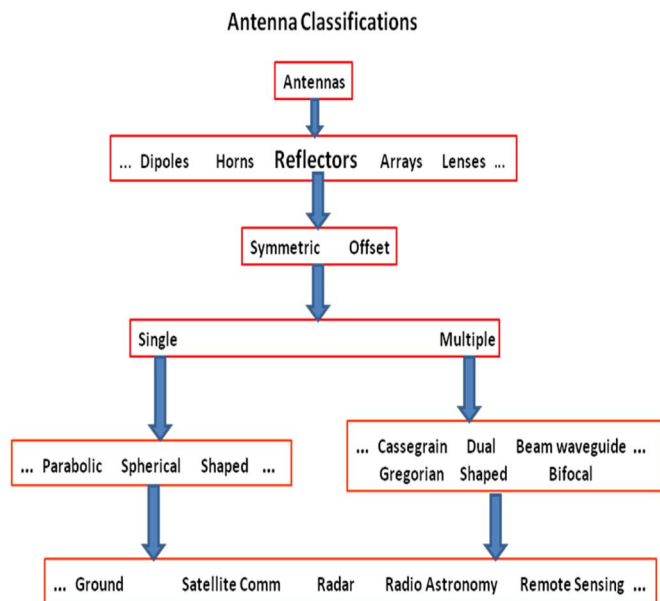 Antenna Classifications
Antennas
... Dipoles Horns Reflectors Arrays Lenses ...
Symmetric Offset
Single Multiple
... Parabolic Spherical Shaped ...
... Cassegrain Dual Beam waveguide ...
Gregorian Shaped Bifocal
... Ground Satellite Comm Radar Radio Astronomy Remote Sensing ...